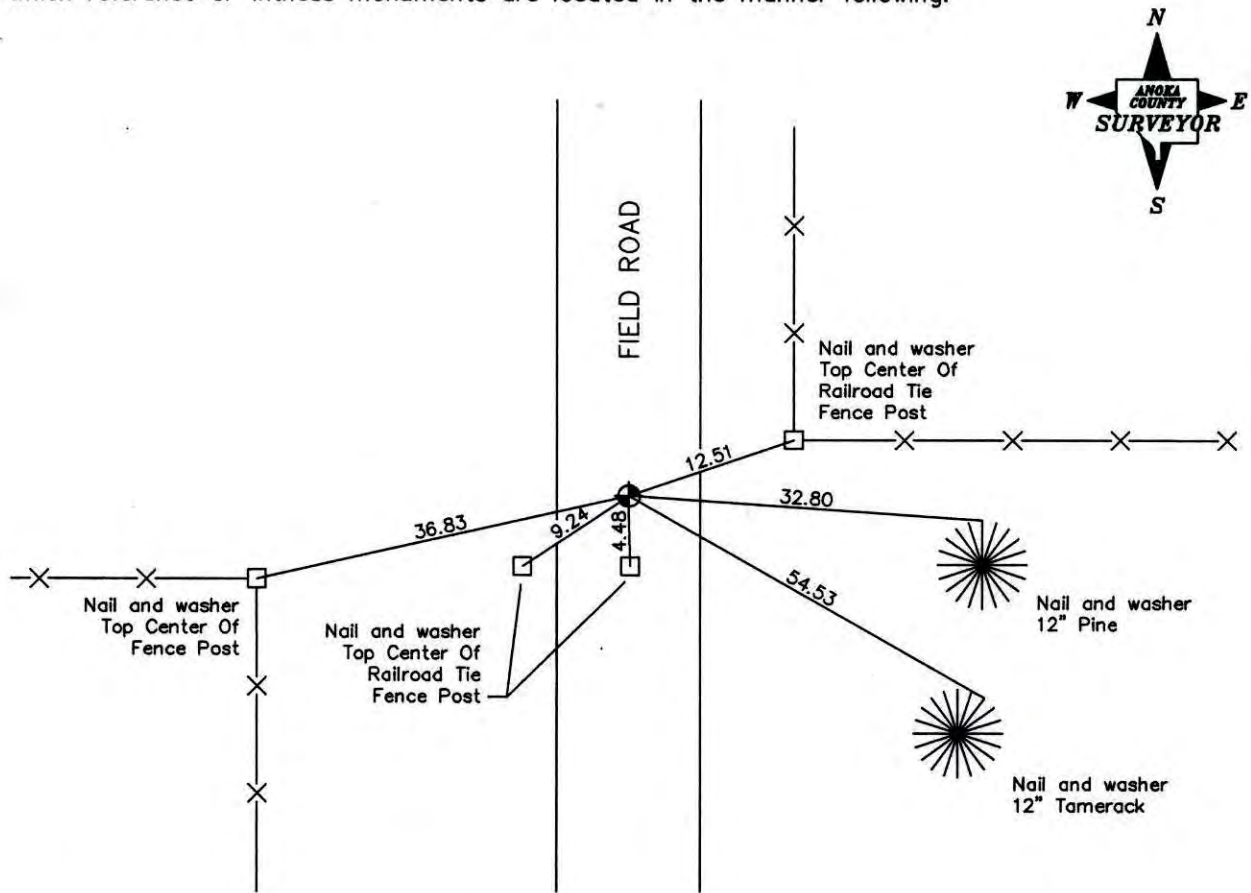 N
W
ANOKA
COUNTY
E
SURVEYOR
S
FIELD ROAD
Nail and washer
Top Center Of
Railroad Tie
Fence Post
12.51
32.80
36.83
9.24
4.48
54.53
Nail and washer
Top Center Of
Fence Post
Nail and washer
Top Center Of
Railroad Tie
Fence Post
Nail and washer
12" Pine
Nail and washer
12" Tamerack